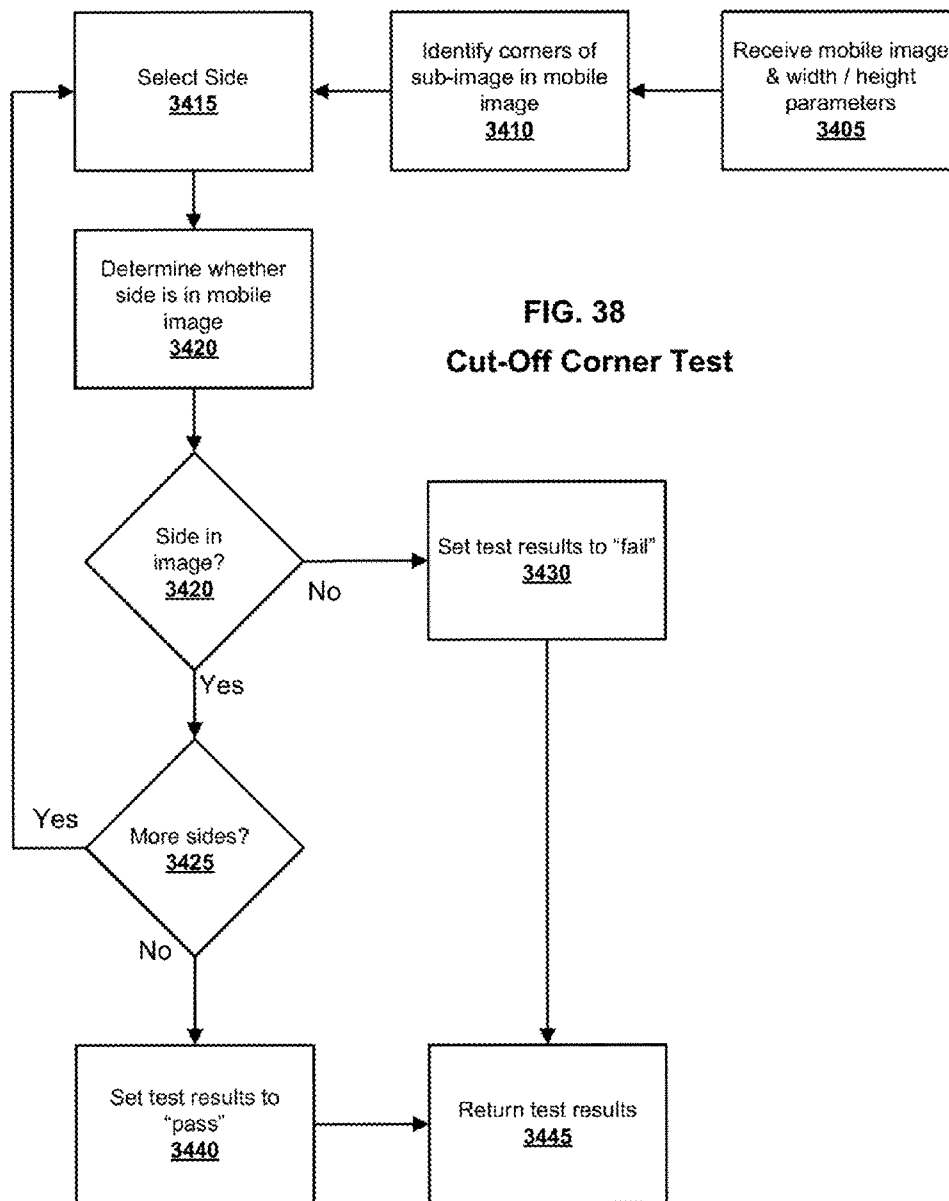 Receive mobile image
& width / height
parameters
3405
Identify corners of
sub-image in mobile
image
3410
Select Side
3415
Determine whether
side is in mobile
image
3420
FIG. 38
Cut-Off Corner Test
Side in
image?
3420
No
Set test results to "fail"
3430
Yes
More sides?
3425
Yes
No
Set test results to
"pass"
3440
Return test results
3445